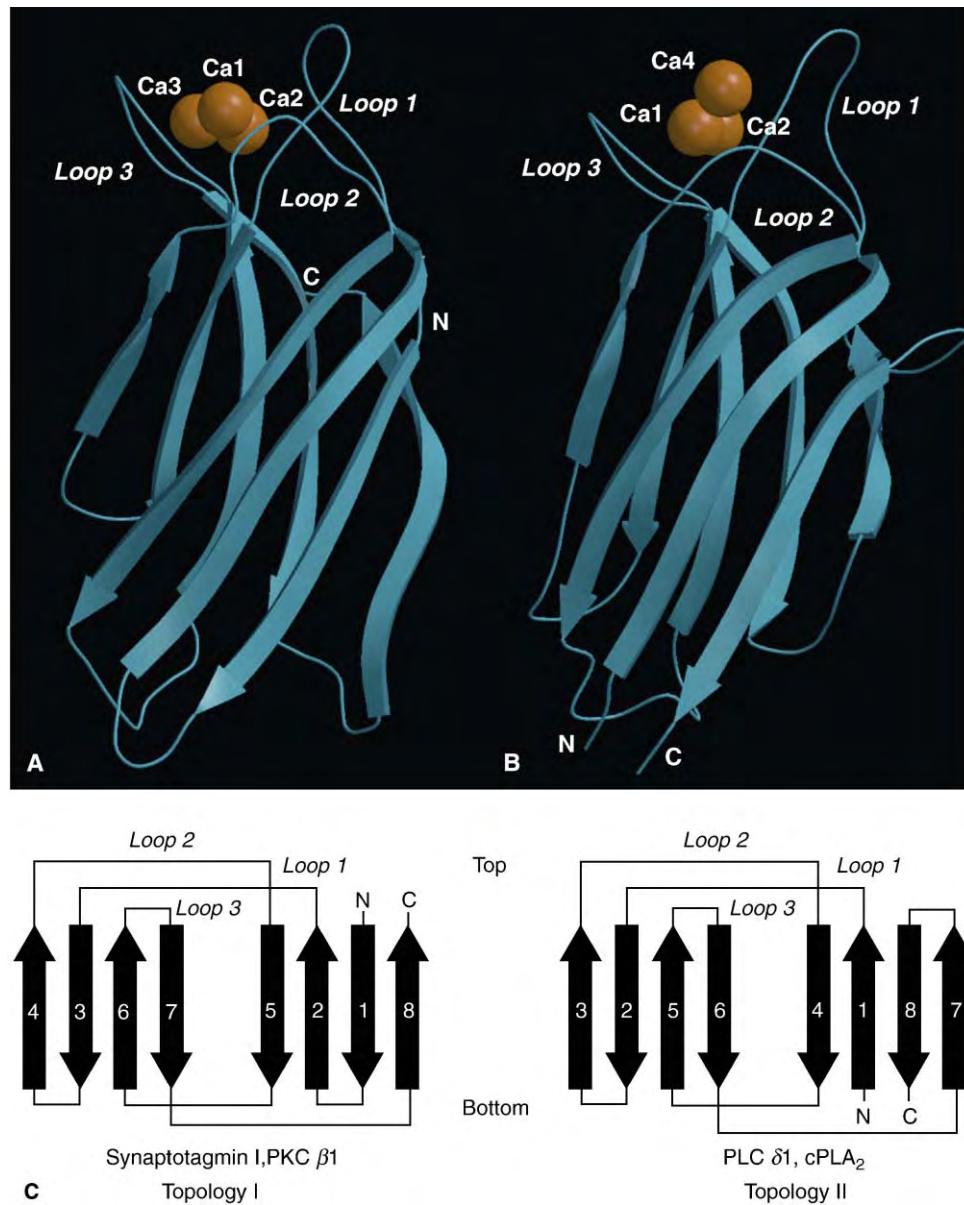 Ca3 Ca1 Ca2 Loop 1
Loop 3 Loop 2
C
N
A
Ca4
Ca1 Ca2 Loop 1
Loop 3 Loop 2
N C
B
Loop 2
Loop 1
N C
Loop 3
4 3 6 7 5 2 1 8
Top
Bottom
Loop 2
Loop 1
Loop 3
3 2 5 6 4 1 8 7
N C
Synaptotagmin I,PKC β1
Topology I
PLC δ1, cPLA₂
Topology II
C